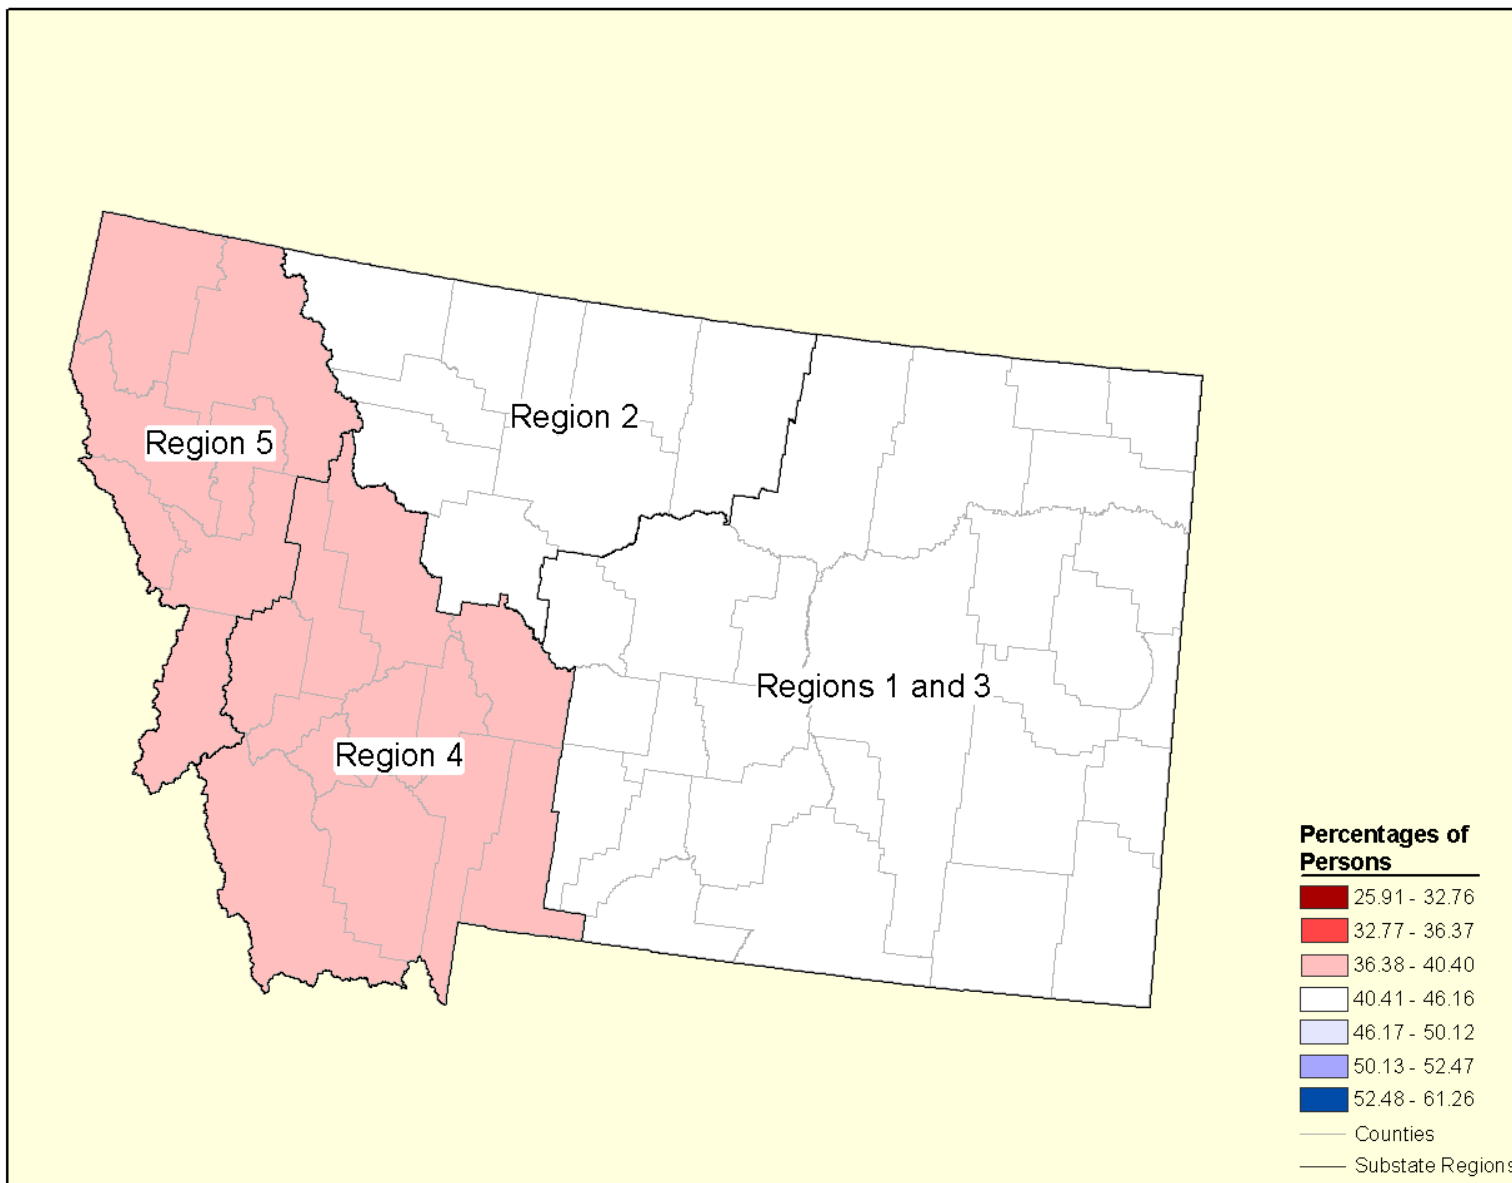 Region 2
Region 5
Regions 1 and 3
Region 4
Percentages of
Persons
25.91 - 32.76
32.77 - 36.37
36.38 - 40.40
40.41 - 46.16
46.17 - 50.12
50.13 - 52.47
52.48 - 61.26
Counties
Substate Regions